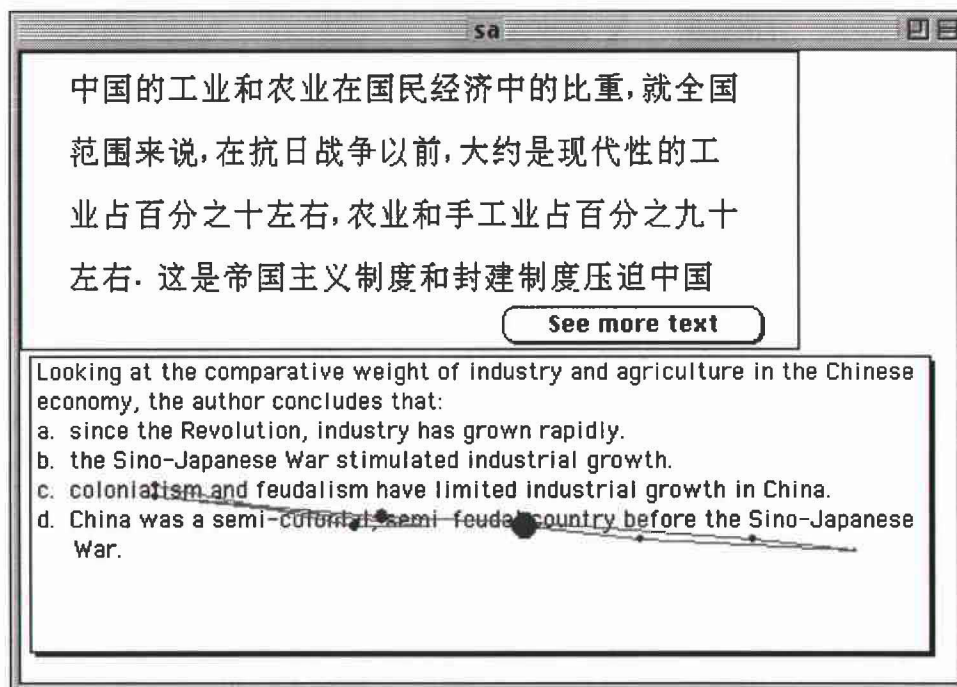 sa
中国的工业和农业在国民经济中的比重,就全国
范围来说,在抗日战争以前,大约是现代性的工
业占百分之十左右,农业和手工业占百分之九十
左右. 这是帝国主义制度和封建制度压迫中国
See more text
Looking at the comparative weight of industry and agriculture in the Chinese
economy, the author concludes that:
a. since the Revolution, industry has grown rapidly.
b. the Sino-Japanese War stimulated industrial growth.
c. colonialism and feudalism have limited industrial growth in China.
d. China was a semi-colonial, semi-feudal country before the Sino-Japanese
War.